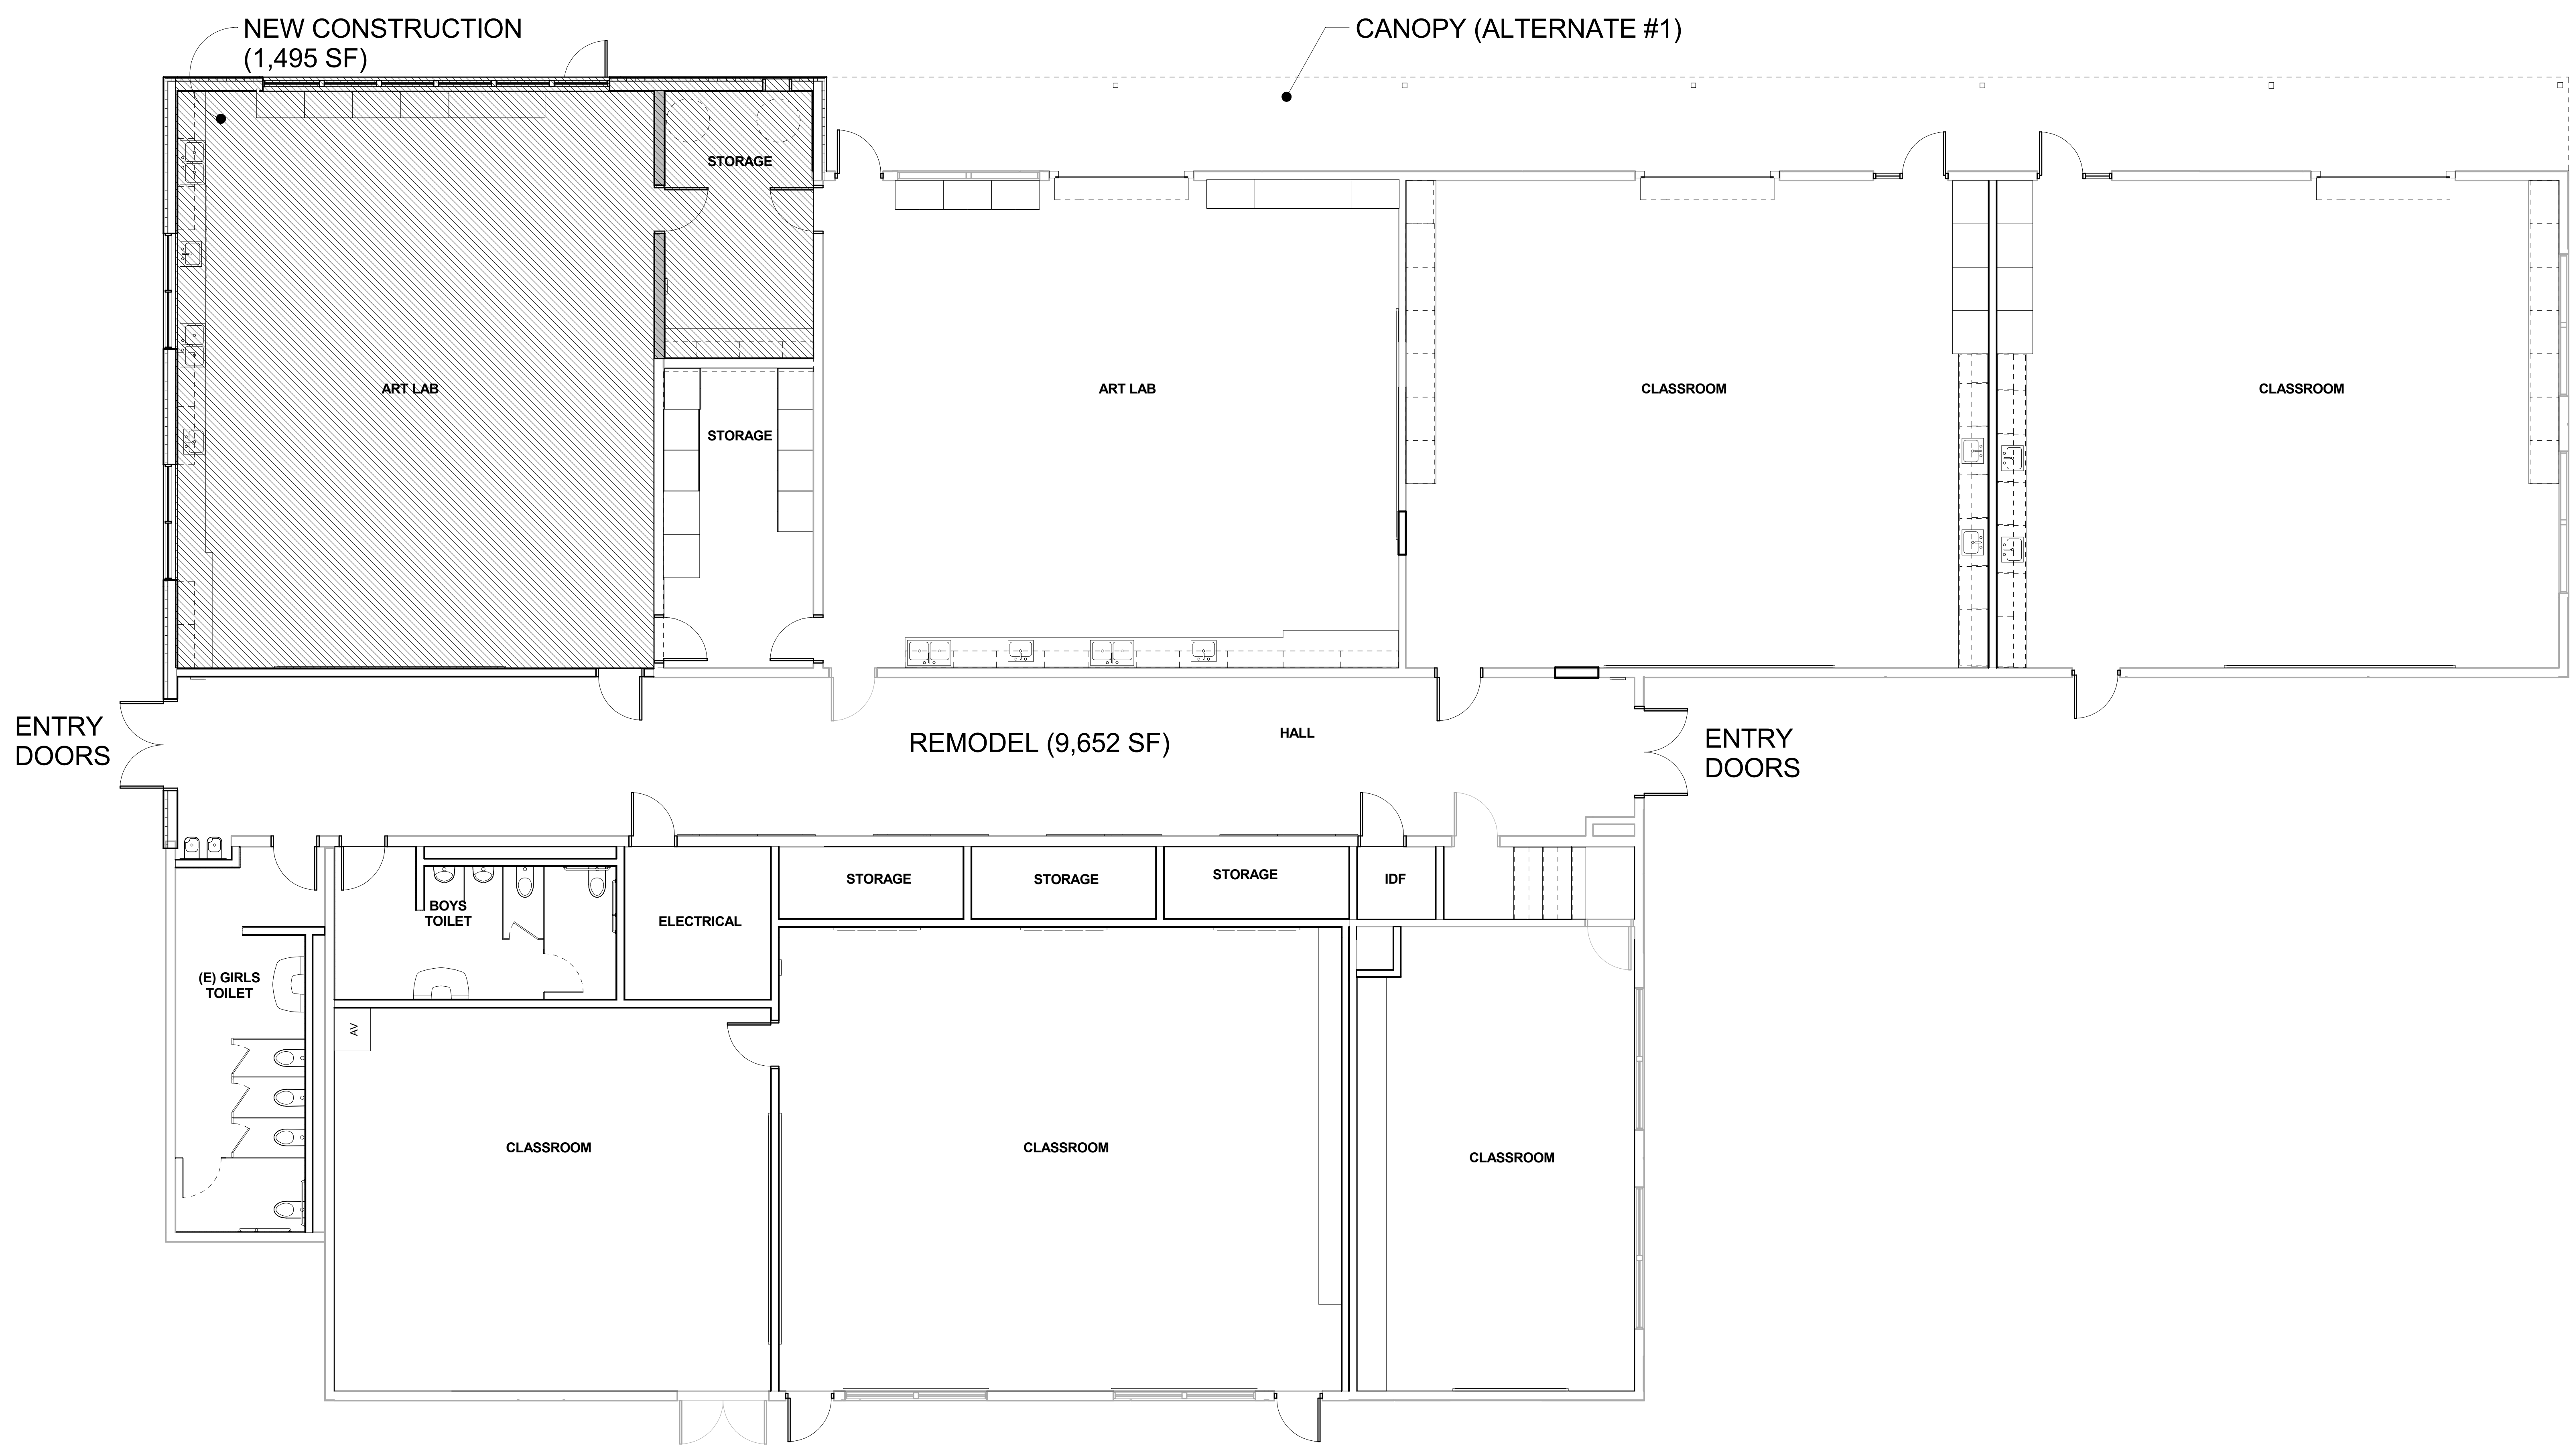 NEW CONSTRUCTION
(1,495 SF)
CANOPY (ALTERNATE #1)
STORAGE
ART LAB
ART LAB
CLASSROOM
CLASSROOM
STORAGE
ENTRY
DOORS
REMODEL (9,652 SF)
HALL
ENTRY
DOORS
STORAGE
STORAGE
STORAGE
IDF
BOYS
TOILET
ELECTRICAL
(E) GIRLS
TOILET
AV
CLASSROOM
CLASSROOM
CLASSROOM